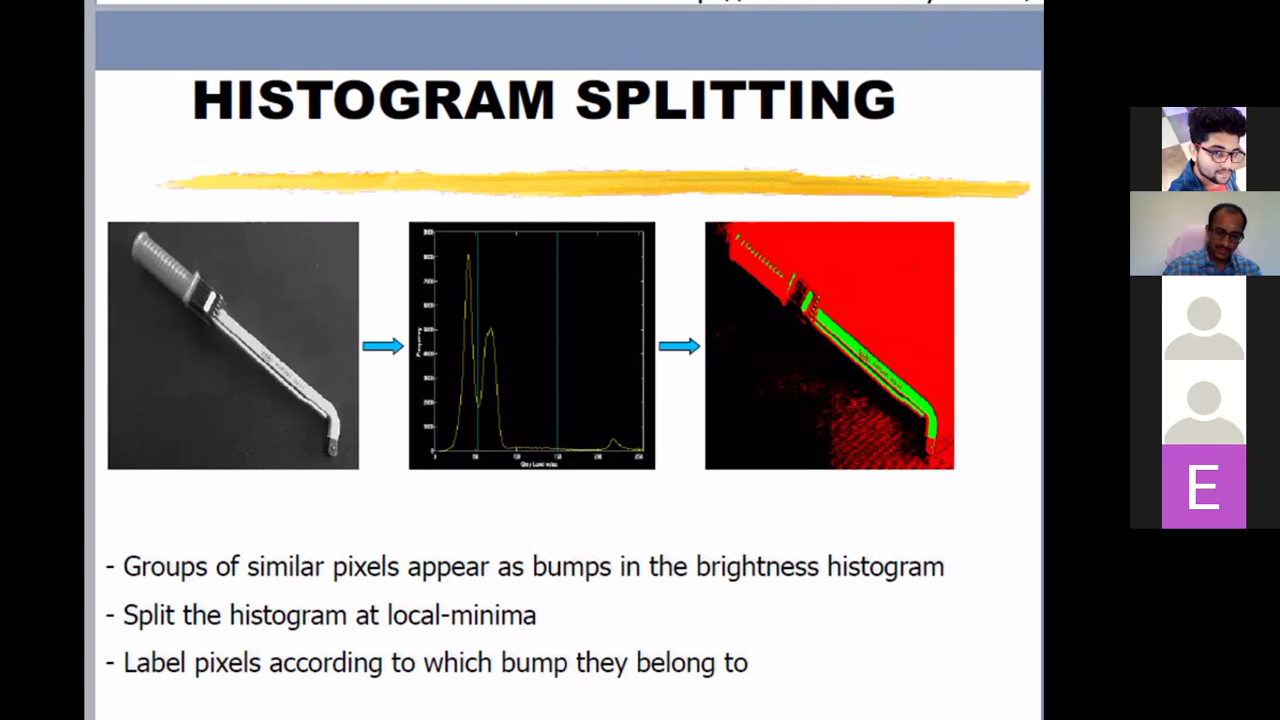 HISTOGRAM SPLITTING
- Groups of similar pixels appear as bumps in the brightness histogram
- Split the histogram at local-minima
- Label pixels according to which bump they belong to
E